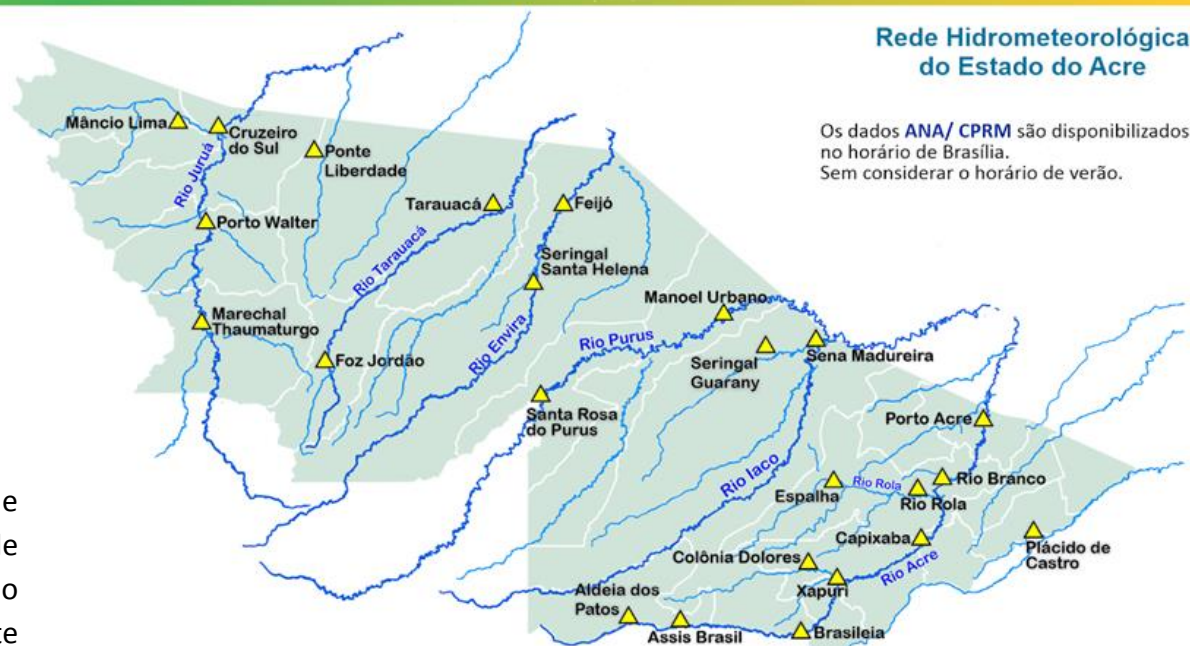 Rede Hidrometeorológica
do Estado do Acre
Os dados ANA/ CPRM são disponibilizados
no horário de Brasília.
Sem considerar o horário de verão.
Mâncio Lima
Cruzeiro
do Sul
Ponte
Liberdade
Rio Juruá
Porto Walter
Tarauacá
Feijó
Rio Tarauacá
Seringal
Santa Helena
Manoel Urbano
Marechal
Thaumaturgo
Foz Jordão
Rio Envira
Rio Purus
Seringal
Guarany
Sena Madureira
Santa Rosa
do Purus
Porto Acre
Rio Iaco
Espalha
Rio Rola
Rio Rola
Rio Branco
Capixaba
Plácido de
Castro
Colônia Dolores
Xapuri
Rio Acre
Aldeia dos
Patos
Assis Brasil
Brasileia
e
le
o
te